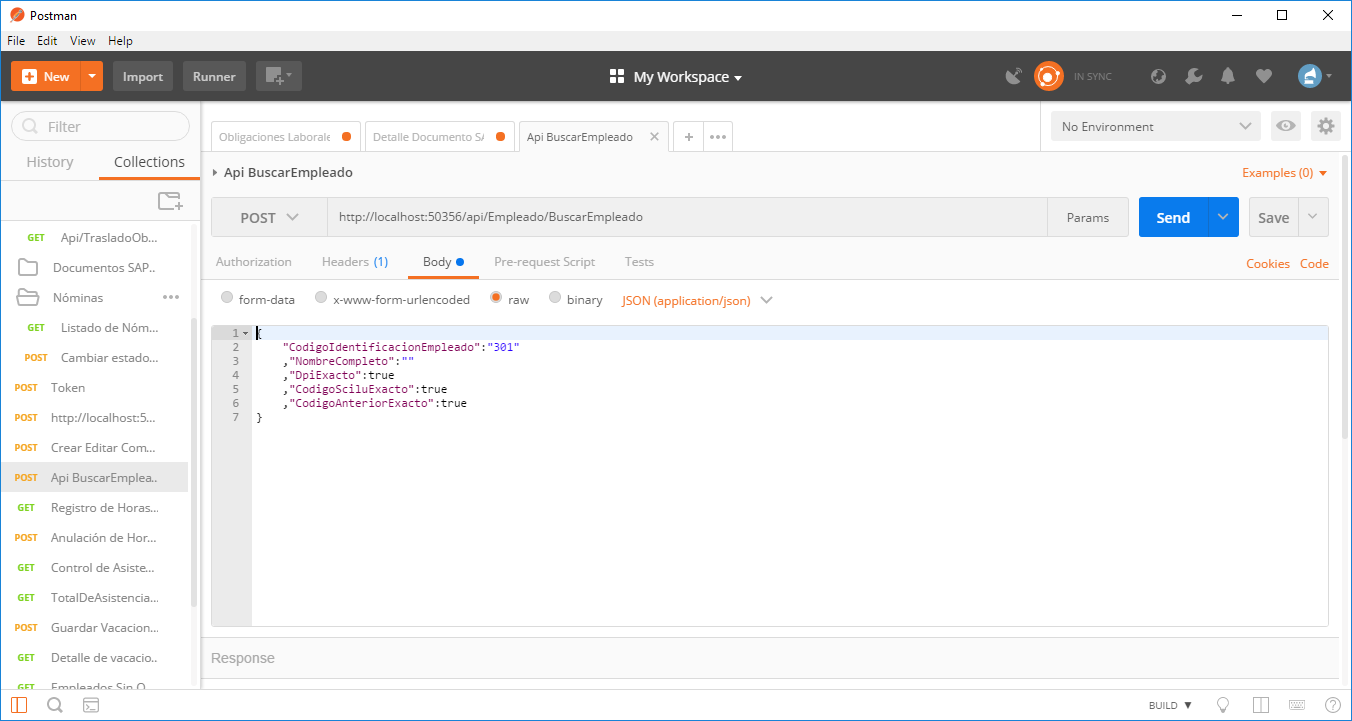 Postman
File Edit View Help
New Import Runner My Workspace IN SYNC
Filter
History Collections
GET Api/TrasladoOb...
Documentos SAP..
Nóminas
GET Listado de Nóm...
POST Cambiar estado...
POST Token
POST http://localhost:5...
POST Crear Editar Com...
POST Api BuscarEmplea..
GET Registro de Horas...
POST Anulación de Hor...
GET Control de Asiste...
GET TotalDeAsistencia...
POST Guardar Vacacion...
GET Detalle de vacacio..
GET Empleados Sin O...
Obligaciones Laborale Detalle Documento SA Api BuscarEmpleado
No Environment
Api BuscarEmpleado Examples (0)
POST http://localhost:50356/api/Empleado/BuscarEmpleado Params Send Save
Authorization Headers (1) Body Pre-request Script Tests Cookies Code
form-data x-www-form-urlencoded raw binary JSON (application/json)
1 {
2 "CodigoIdentificacionEmpleado":"301"
3 ,"NombreCompleto":""
4 ,"DpiExacto":true
5 ,"CodigoSciluExacto":true
6 ,"CodigoAnteriorExacto":true
7 }
Response
BUILD